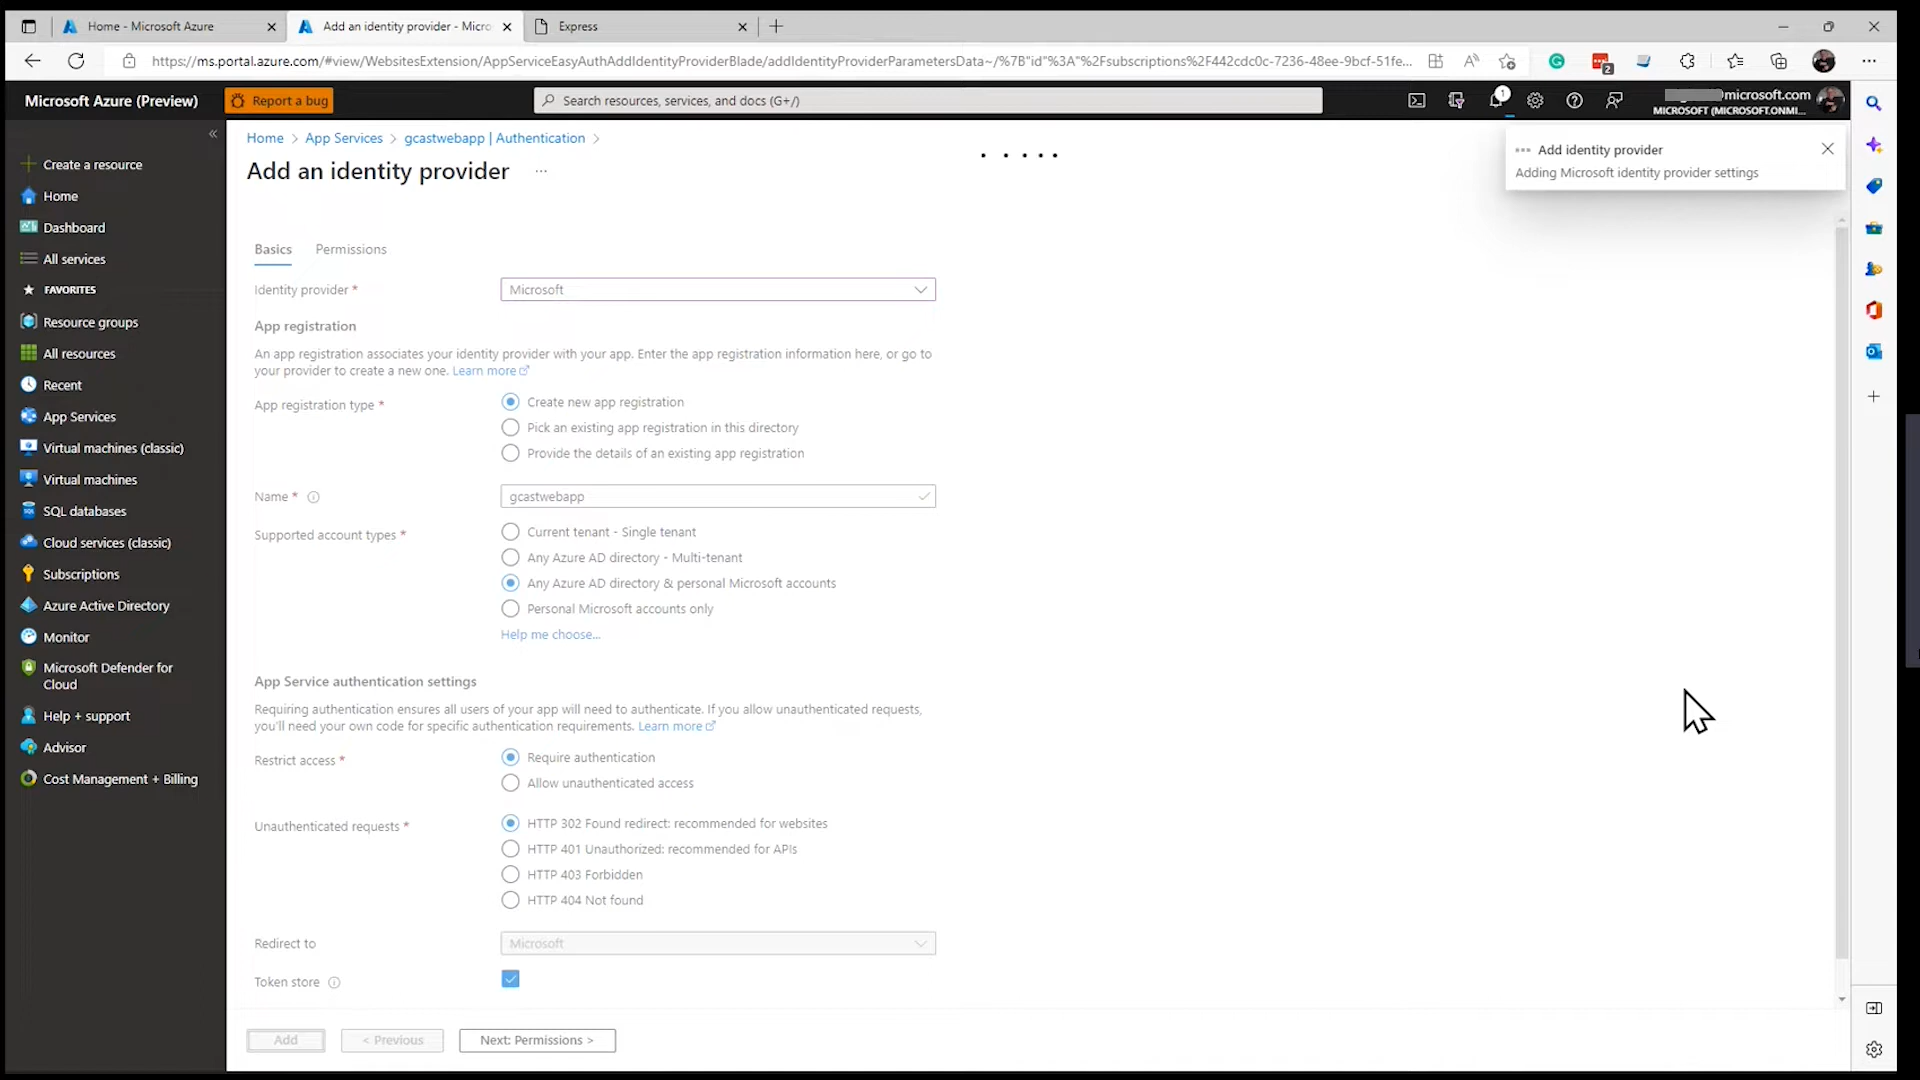 Home - Microsoft Azure
Add an identity provider - Micro
Express
https://ms.portal.azure.com/#view/WebsitesExtension/AppServiceEasyAuthAddIdentityProviderBlade/addIdentityProviderParametersData~/%7B"id"%3A"%2Fsubscriptions%2F442cdc0c-7236-48ee-9bcf-51fe...
2
Microsoft Azure (Preview)
Report a bug
Search resources, services, and docs (G+/)
1
@microsoft.com
MICROSOFT (MICROSOFT.ONMI...
Create a resource
Home
Dashboard
All services
FAVORITES
Resource groups
All resources
Recent
App Services
Virtual machines (classic)
Virtual machines
SQL databases
Cloud services (classic)
Subscriptions
Azure Active Directory
Monitor
Microsoft Defender for
Cloud
Help + support
Advisor
Cost Management + Billing
Home > App Services > gcastwebapp | Authentication >
Add an identity provider ...
Add identity provider
Adding Microsoft identity provider settings
Basics Permissions
Identity provider * Microsoft
App registration
An app registration associates your identity provider with your app. Enter the app registration information here, or go to
your provider to create a new one. Learn more
App registration type *
Create new app registration
Pick an existing app registration in this directory
Provide the details of an existing app registration
Name * gcastwebapp
Supported account types *
Current tenant - Single tenant
Any Azure AD directory - Multi-tenant
Any Azure AD directory & personal Microsoft accounts
Personal Microsoft accounts only
Help me choose...
App Service authentication settings
Requiring authentication ensures all users of your app will need to authenticate. If you allow unauthenticated requests,
you'll need your own code for specific authentication requirements. Learn more
Restrict access *
Require authentication
Allow unauthenticated access
Unauthenticated requests *
HTTP 302 Found redirect: recommended for websites
HTTP 401 Unauthorized: recommended for APIs
HTTP 403 Forbidden
HTTP 404 Not found
Redirect to Microsoft
Token store
Add < Previous Next: Permissions >